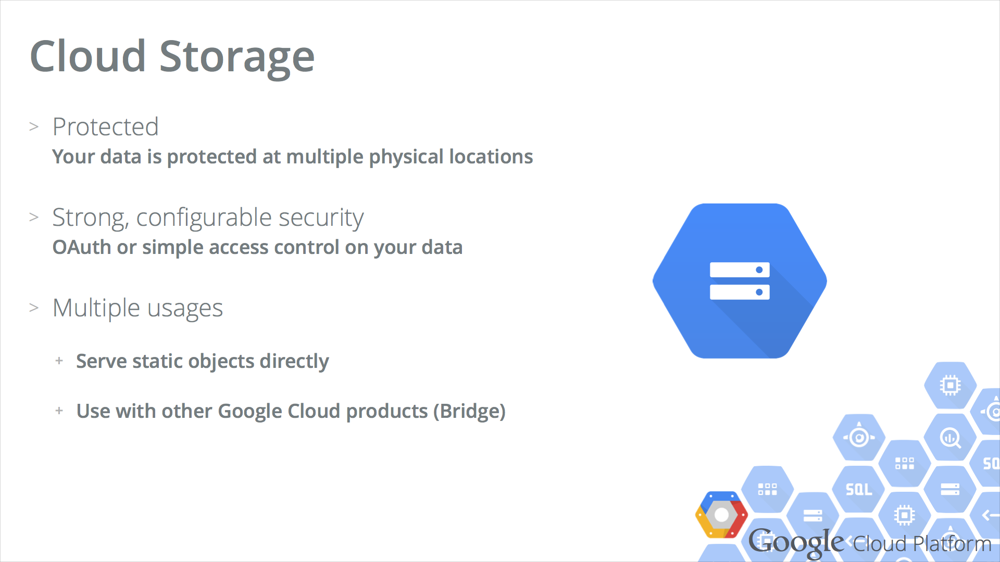 Cloud Storage
> Protected
Your data is protected at multiple physical locations
> Strong, configurable security
OAuth or simple access control on your data
> Multiple usages
+ Serve static objects directly
+ Use with other Google Cloud products (Bridge)
SQL
SQ
Google Cloud Platform